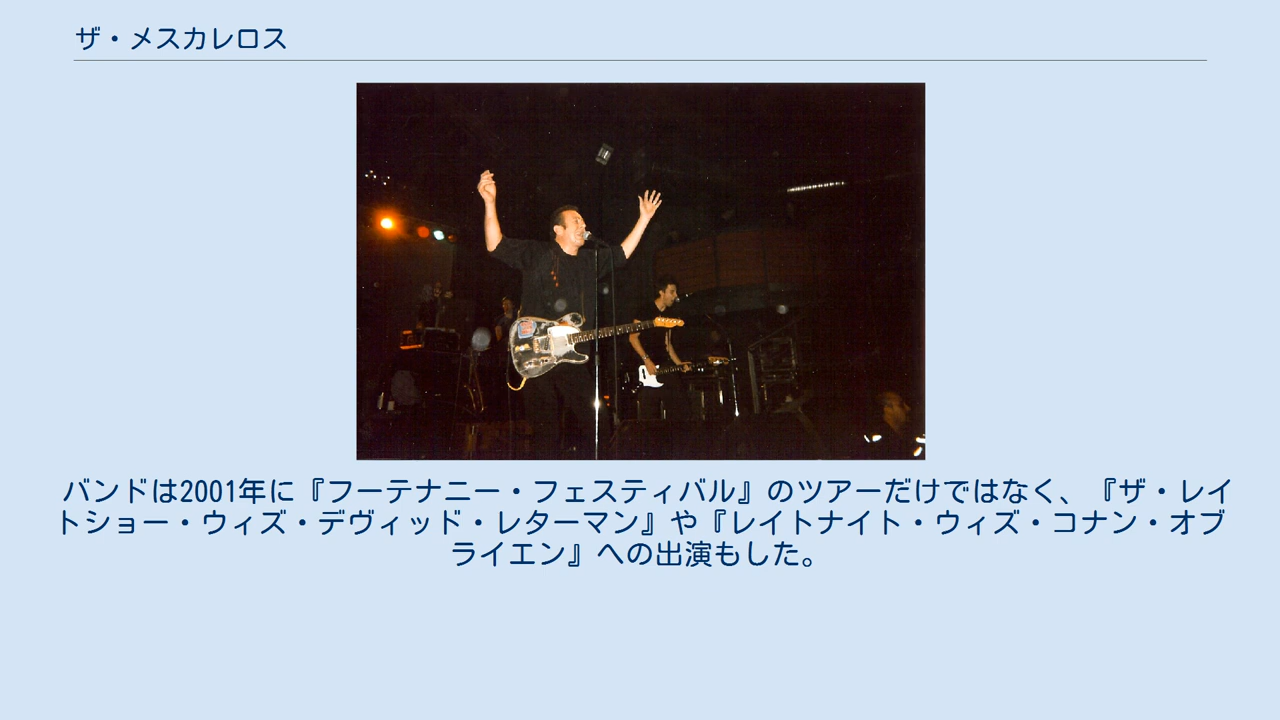 ザ・メスカレロス
バンドは2001年に『フーテナニー・フェスティバル』のツアーだけではなく、『ザ・レイ
トショー・ウィズ・デヴィッド・レターマン』や『レイトナイト・ウィズ・コナン・オブ
ライエン』への出演もした。